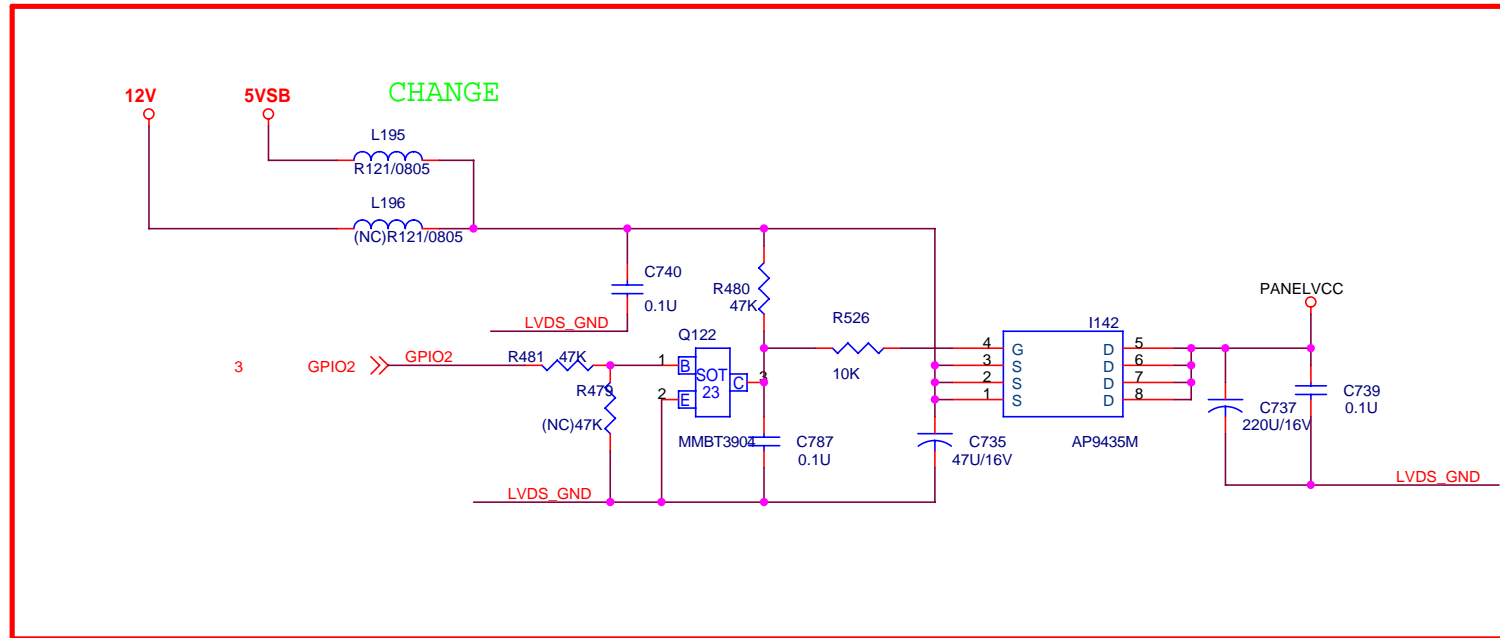 CHANGE
12V
5VSB
L195
R121/0805
L196
(NC)R121/0805
C740
0.1U
LVDS_GND
R480
47K
PANELVCC
R526
10K
I142
Q122
3
GPIO2
GPIO2
R481
47K
1
B
SOT
23
C
3
2
E
R479
(NC)47K
MMBT3904
C787
0.1U
C735
47U/16V
4
G
D
5
3
S
D
6
2
S
D
7
1
S
D
8
AP9435M
C737
220U/16V
C739
0.1U
LVDS_GND
LVDS_GND